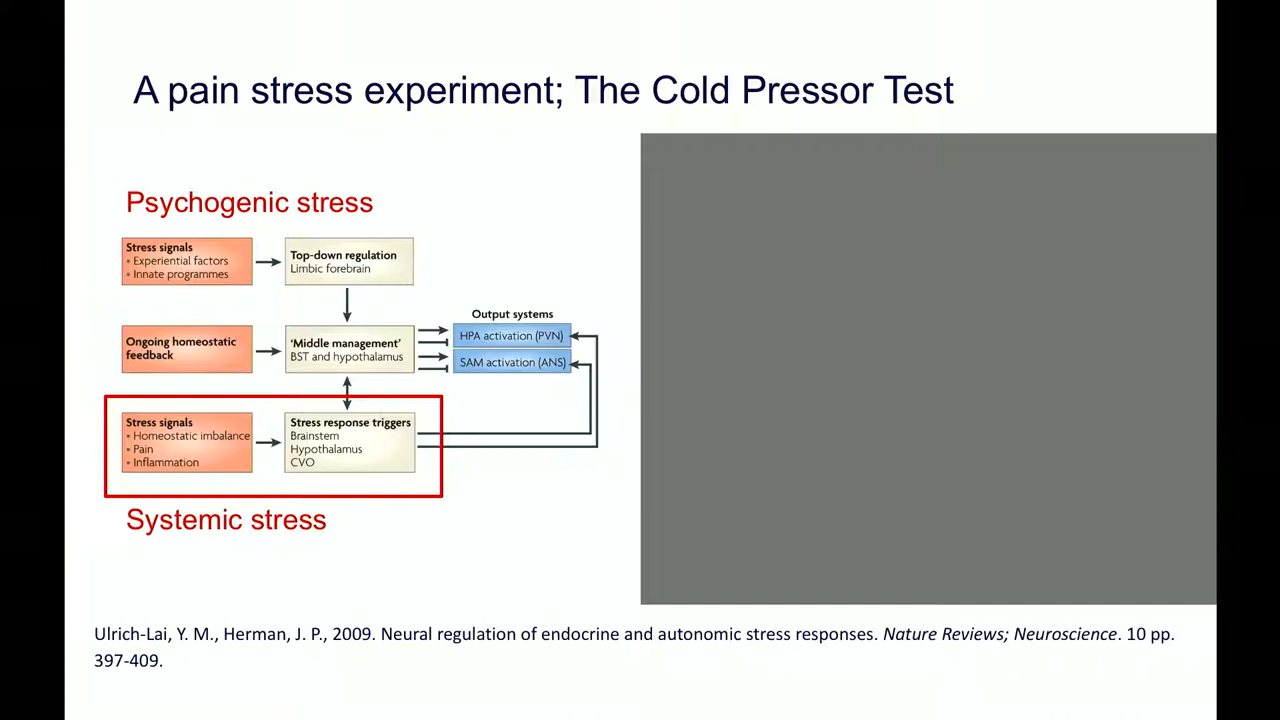 A pain stress experiment; The Cold Pressor Test
Psychogenic stress
Stress signals
• Experiential factors
• Innate programmes
Top-down regulation
Limbic forebrain
Ongoing homeostatic
feedback
'Middle management'
BST and hypothalamus
Output systems
HPA activation (PVN)
SAM activation (ANS)
Stress signals
• Homeostatic imbalance
• Pain
• Inflammation
Stress response triggers
Brainstem
Hypothalamus
CVO
Systemic stress
Ulrich-Lai, Y. M., Herman, J. P., 2009. Neural regulation of endocrine and autonomic stress responses. Nature Reviews; Neuroscience. 10 pp.
397-409.